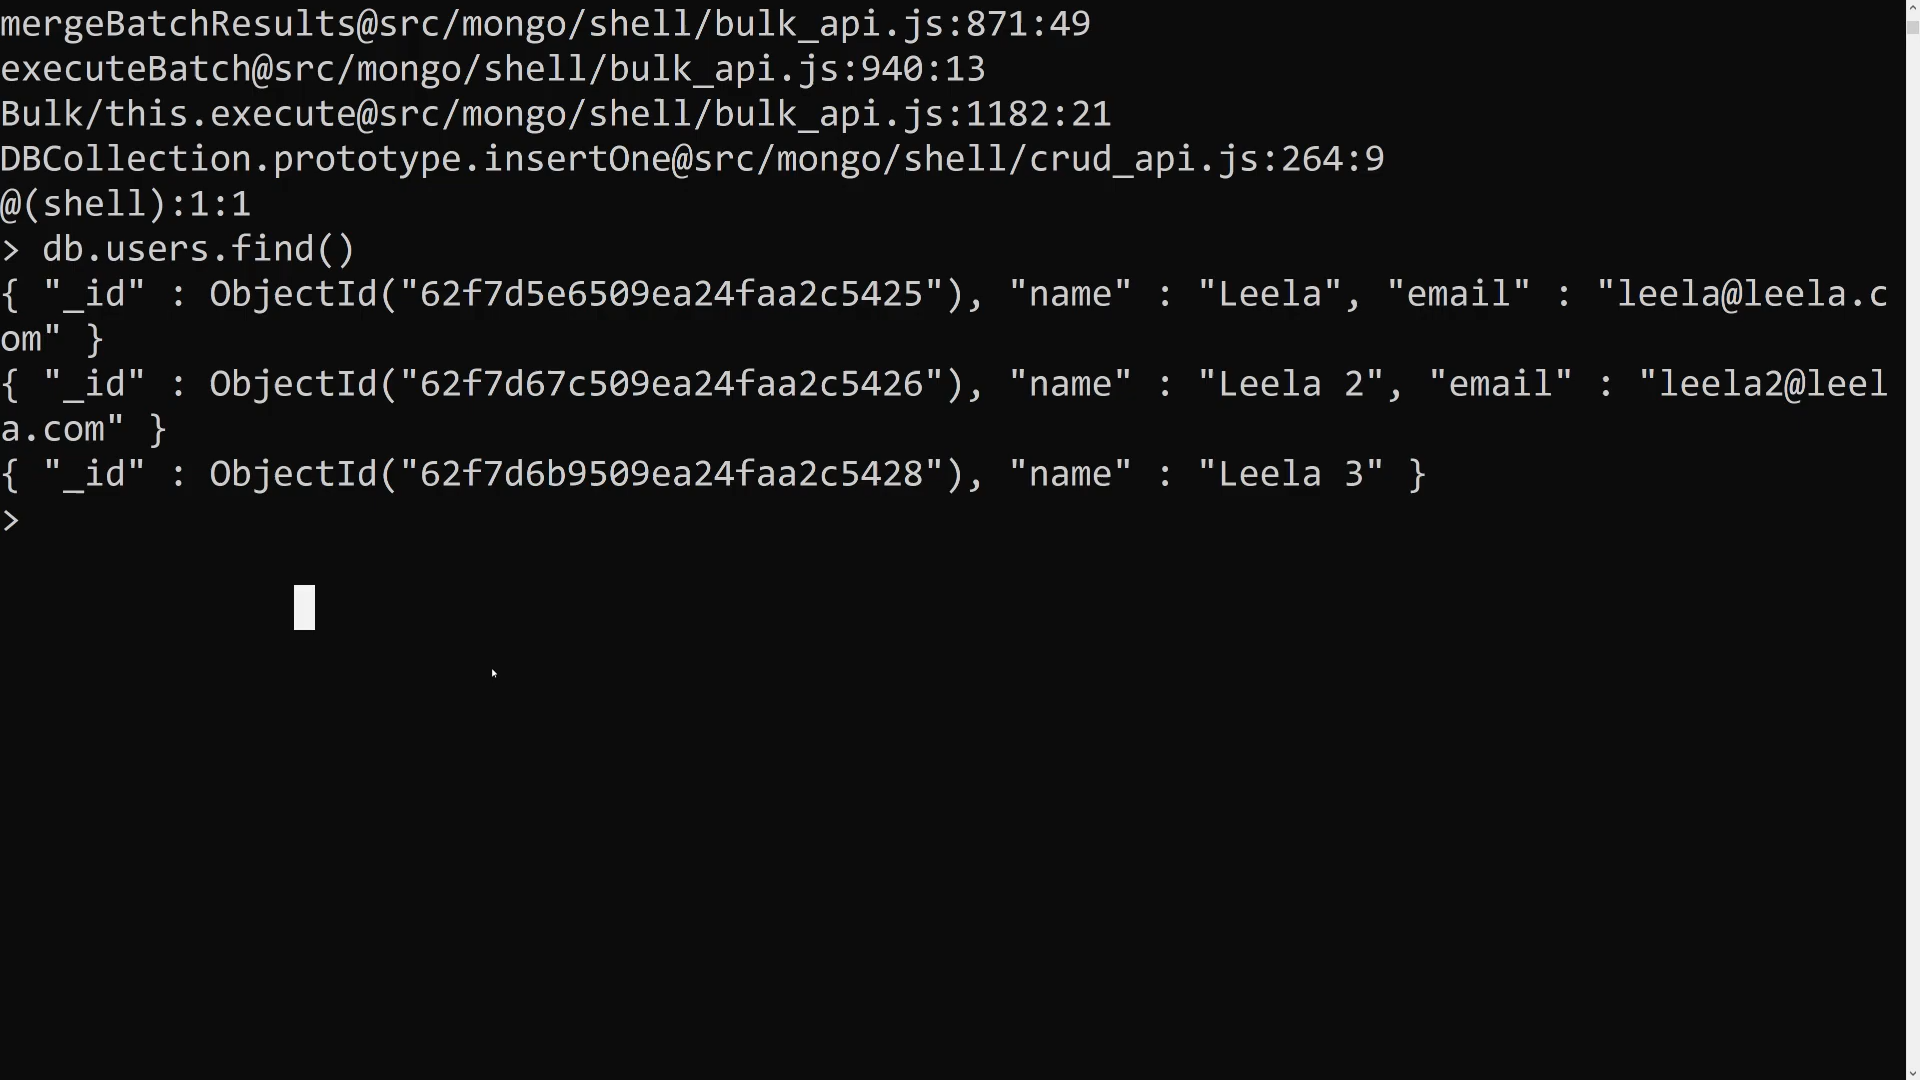 mergeBatchResults@src/mongo/shell/bulk_api.js:871:49
executeBatch@src/mongo/shell/bulk_api.js:940:13
Bulk/this.execute@src/mongo/shell/bulk_api.js:1182:21
DBCollection.prototype.insertOne@src/mongo/shell/crud_api.js:264:9
@(shell):1:1
> db.users.find()
{ "_id" : ObjectId("62f7d5e6509ea24faa2c5425"), "name" : "Leela", "email" : "leela@leela.c
om" }
{ "_id" : ObjectId("62f7d67c509ea24faa2c5426"), "name" : "Leela 2", "email" : "leela2@leel
a.com" }
{ "_id" : ObjectId("62f7d6b9509ea24faa2c5428"), "name" : "Leela 3" }
>